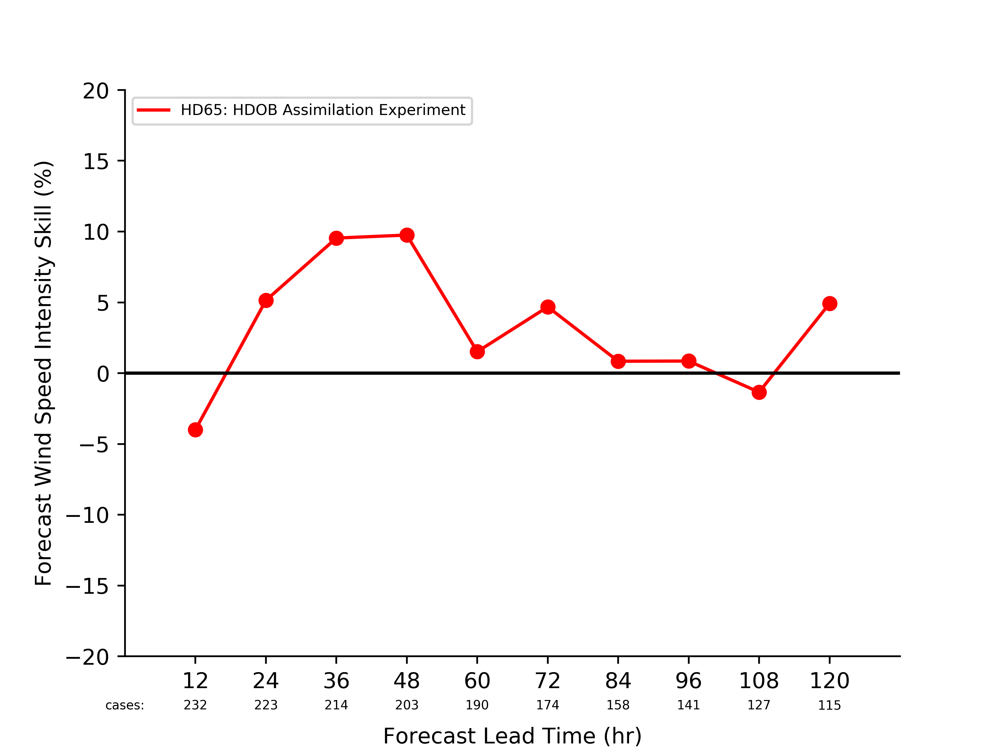 20
HD65: HDOB Assimilation Experiment
15
10
5
0
−5
−10
−15
−20
Forecast Wind Speed Intensity Skill (%)
12 24 36 48 60 72 84 96 108 120
cases: 232 223 214 203 190 174 158 141 127 115
Forecast Lead Time (hr)